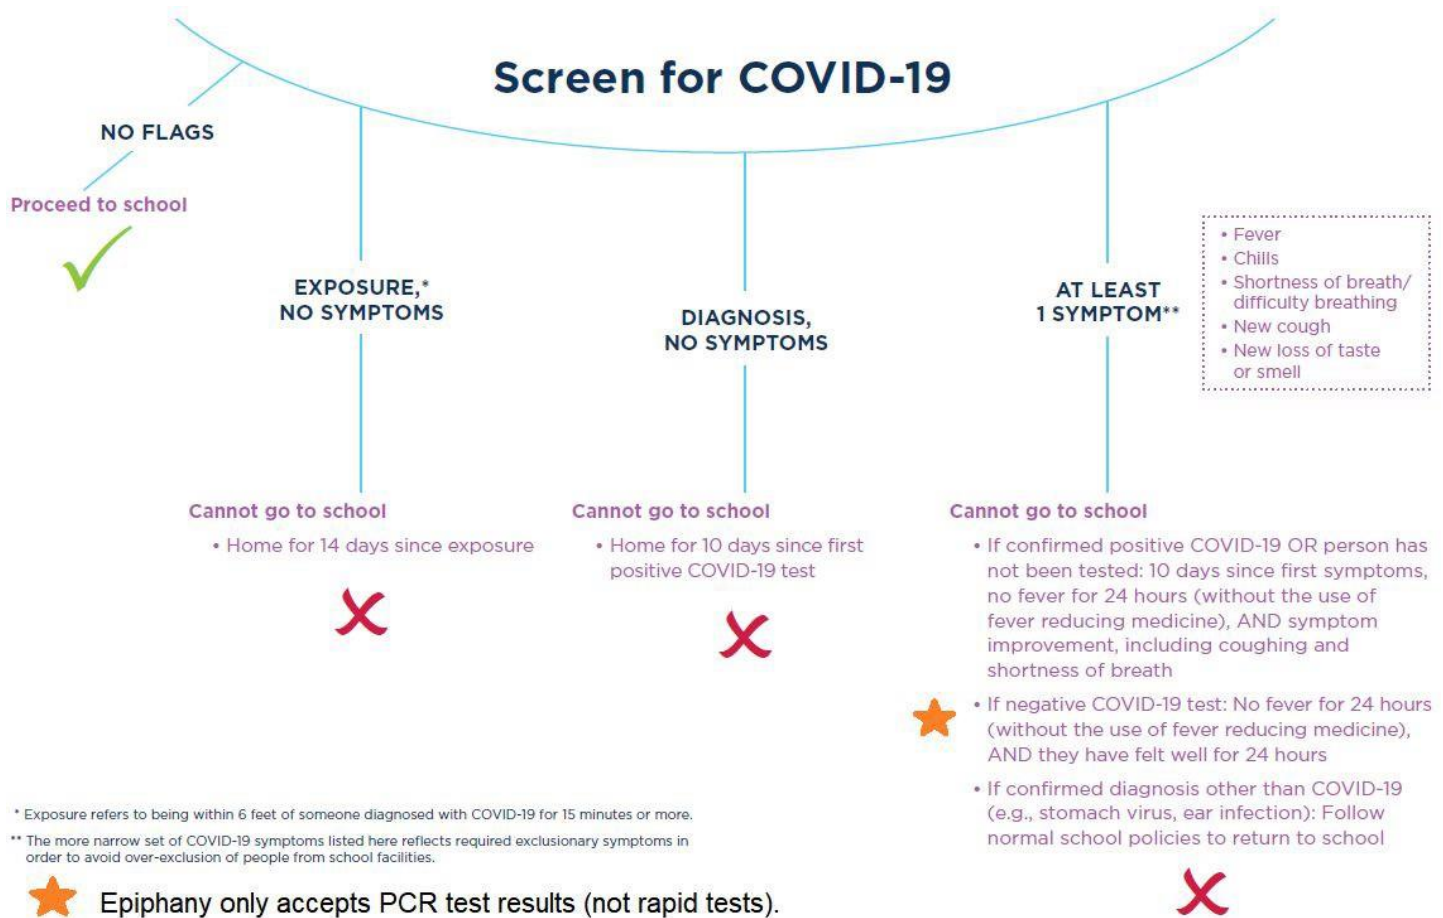 Screen for COVID-19
NO FLAGS
Proceed to school
EXPOSURE,*
NO SYMPTOMS
Cannot go to school
• Home for 14 days since exposure
DIAGNOSIS,
NO SYMPTOMS
Cannot go to school
• Home for 10 days since first
positive COVID-19 test
AT LEAST
1 SYMPTOM**
• Fever
• Chills
• Shortness of breath/
difficulty breathing
• New cough
• New loss of taste
or smell
Cannot go to school
• If confirmed positive COVID-19 OR person has
not been tested: 10 days since first symptoms,
no fever for 24 hours (without the use of
fever reducing medicine), AND symptom
improvement, including coughing and
shortness of breath
• If negative COVID-19 test: No fever for 24 hours
(without the use of fever reducing medicine),
AND they have felt well for 24 hours
• If confirmed diagnosis other than COVID-19
(e.g., stomach virus, ear infection): Follow
normal school policies to return to school
* Exposure refers to being within 6 feet of someone diagnosed with COVID-19 for 15 minutes or more.
** The more narrow set of COVID-19 symptoms listed here reflects required exclusionary symptoms in
order to avoid over-exclusion of people from school facilities.
Epiphany only accepts PCR test results (not rapid tests).